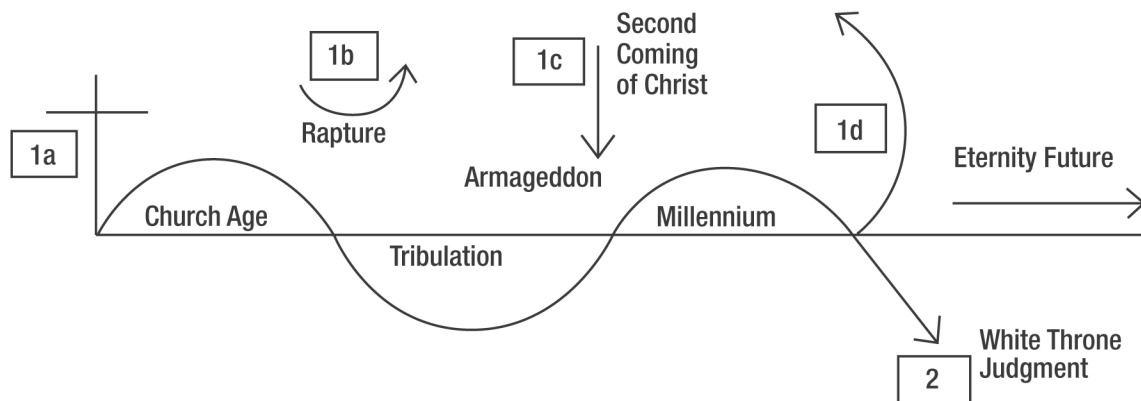 1a
1b
Rapture
1c
Second
Coming
of Christ
Armageddon
1d
Eternity Future
Church Age
Tribulation
Millennium
2
White Throne
Judgment